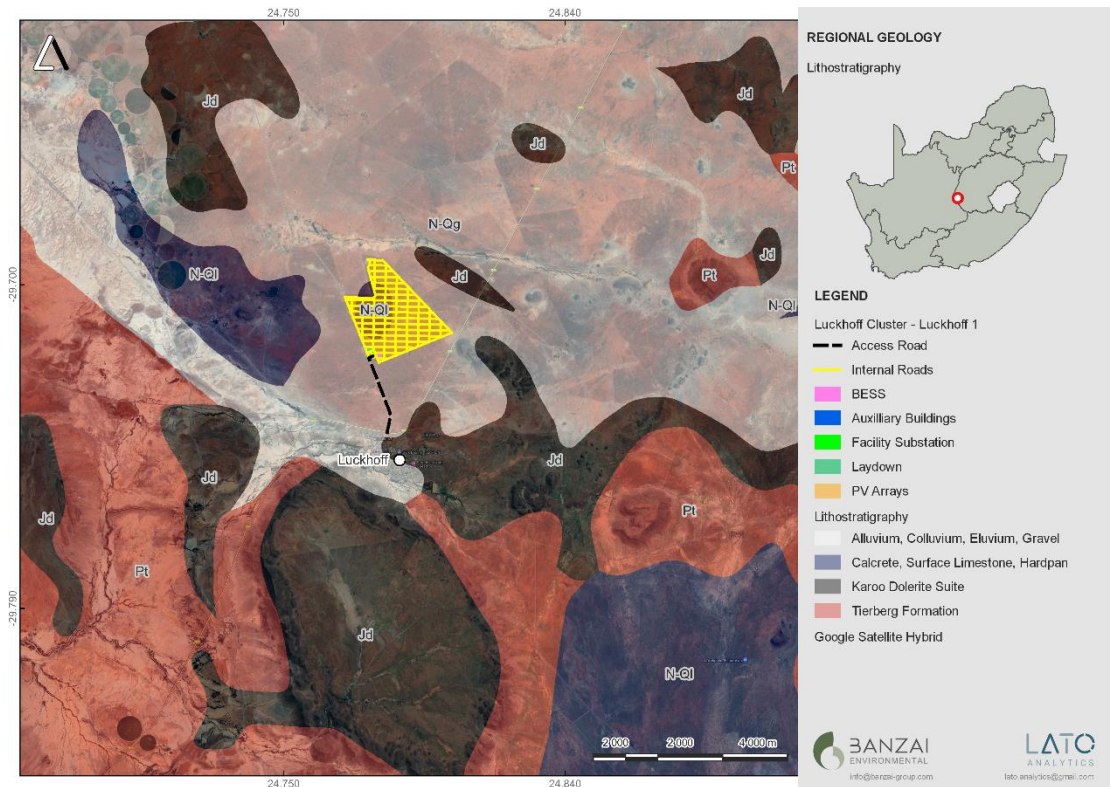 24.750
24.840
Jd
Jd
Jd
Pt
N-Qg
-29.700
-29.700
N-Ql
Jd
Pt
Jd
N-Ql
N-Ql
Luckhoff
Jd
Jd
Jd
Pt
Pt
-29.790
-29.790
Jd
N-Ql
2 000
2 000
4 000 m
24.750
24.840
REGIONAL GEOLOGY
Lithostratigraphy
LEGEND
Luckhoff Cluster - Luckhoff 1
Access Road
Internal Roads
BESS
Auxilliary Buildings
Facility Substation
Laydown
PV Arrays
Lithostratigraphy
Alluvium, Colluvium, Eluvium, Gravel
Calcrete, Surface Limestone, Hardpan
Karoo Dolerite Suite
Tierberg Formation
Google Satellite Hybrid
BANZAI
ENVIRONMENTAL
info@banzai-group.com
LATO
ANALYTICS
lato.analytics@gmail.com